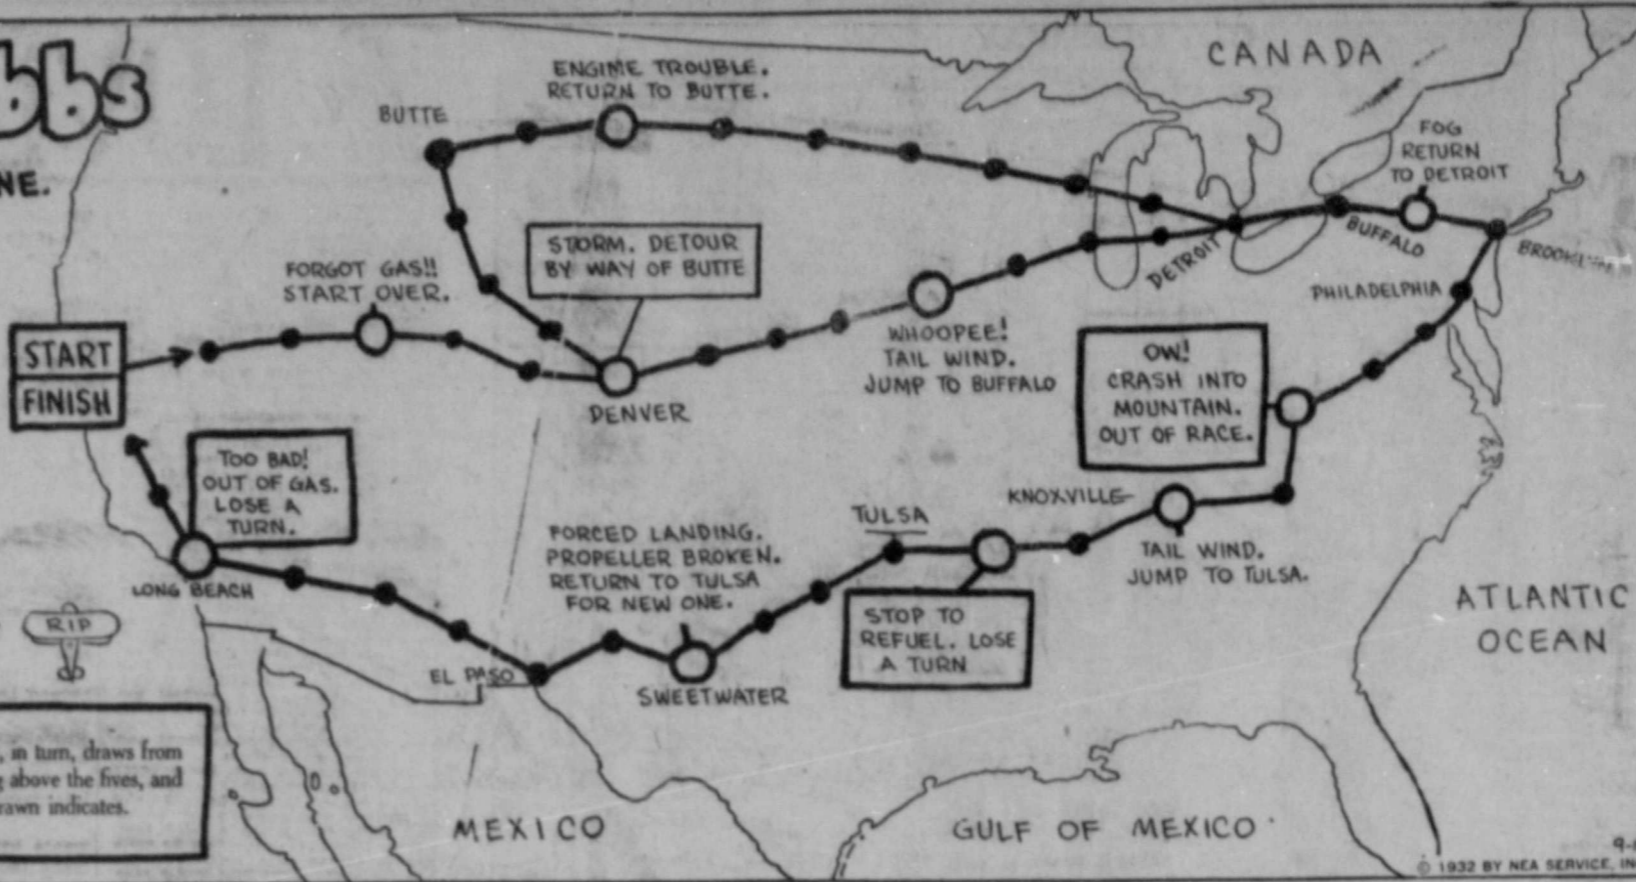 bbs
NE.
CANADA
ENGIME TROUBLE.
RETURN TO BUTTE.
BUTTE
FOG
RETURN
TO DETROIT
STORM. DETOUR
BY WAY OF BUTTE
BUFFALO
DETROIT
FORGOT GAS!!
START OVER.
PHILADELPHIA
START
FINISH
WHOOPEE!
TAIL WIND.
JUMP TO BUFFALO
OW!
CRASH INTO
MOUNTAIN.
OUT OF RACE.
DENVER
TOO BAD!
OUT OF GAS.
LOSE A
TURN.
KNOXVILLE
TULSA
FORCED LANDING.
PROPELLER BROKEN.
RETURN TO TULSA
FOR NEW ONE.
TAIL WIND.
JUMP TO TULSA.
LONG BEACH
RIP
STOP TO
REFUEL. LOSE
A TURN
ATLANTIC
OCEAN
EL PASO
SWEETWATER
, in turn, draws from
g above the fives, and
rawn indicates.
MEXICO
GULF OF MEXICO
© 1932 BY NEA SERVICE, IN